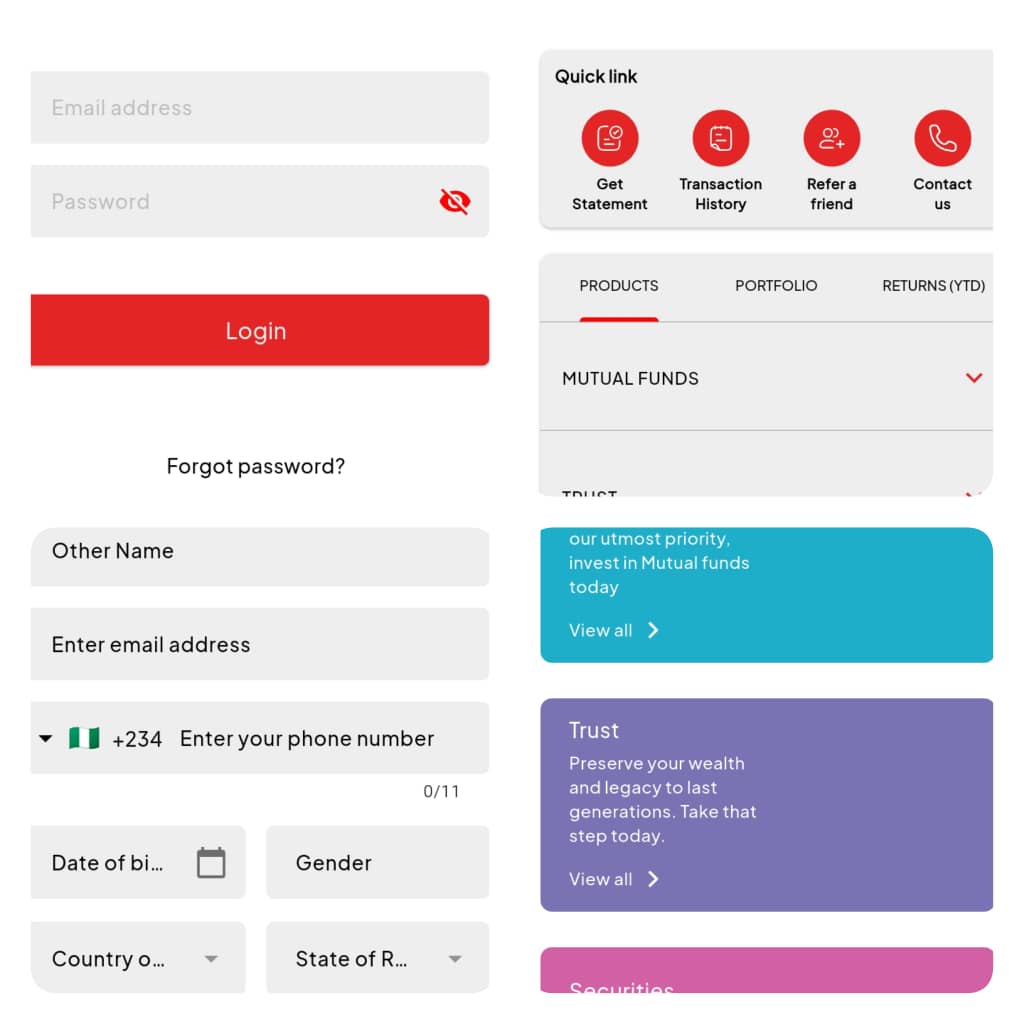 Email address
Password
Login
Forgot password?
Quick link
Get
Statement
Transaction
History
Refer a
friend
Contact
us
PRODUCTS
PORTFOLIO
RETURNS (YTD)
MUTUAL FUNDS
TRUST
Other Name
Enter email address
+234 Enter your phone number
0/11
Date of bi...
Gender
Country o...
State of R...
our utmost priority,
invest in Mutual funds
today
View all
Trust
Preserve your wealth
and legacy to last
generations. Take that
step today.
View all
Securities